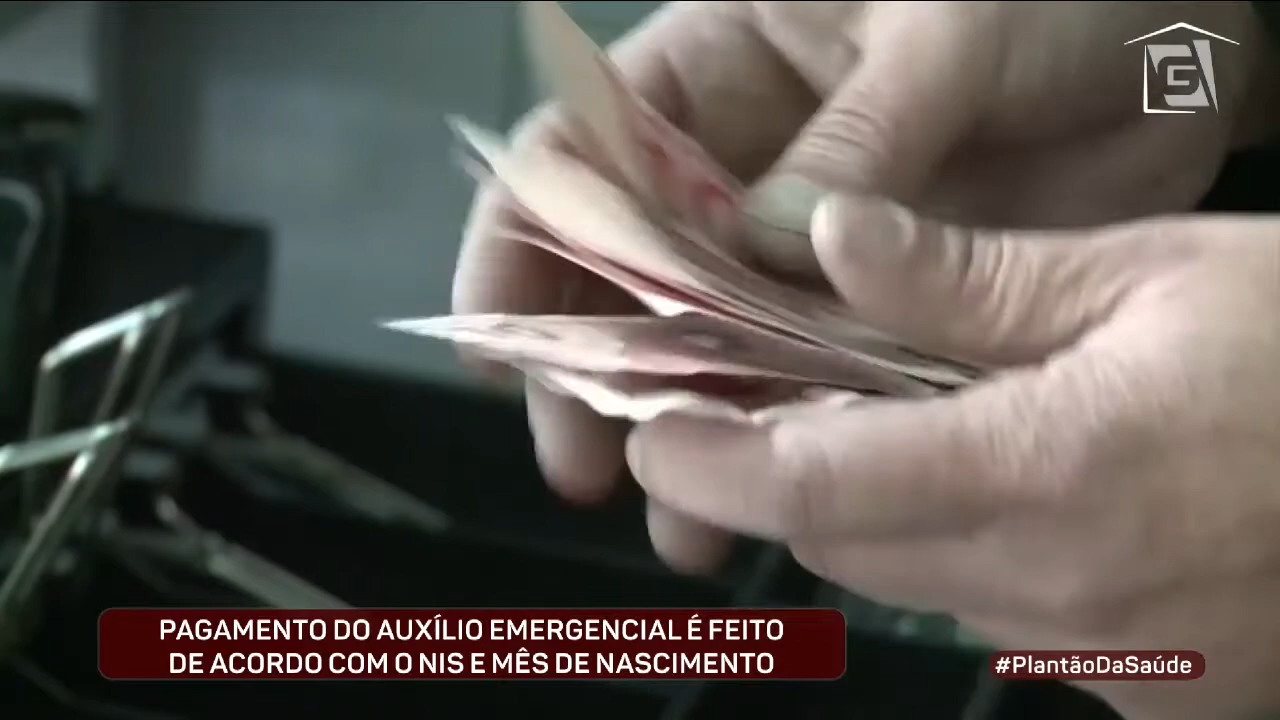 G
PAGAMENTO DO AUXÍLIO EMERGENCIAL É FEITO
DE ACORDO COM O NIS E MÊS DE NASCIMENTO
#PlantãoDaSaúde